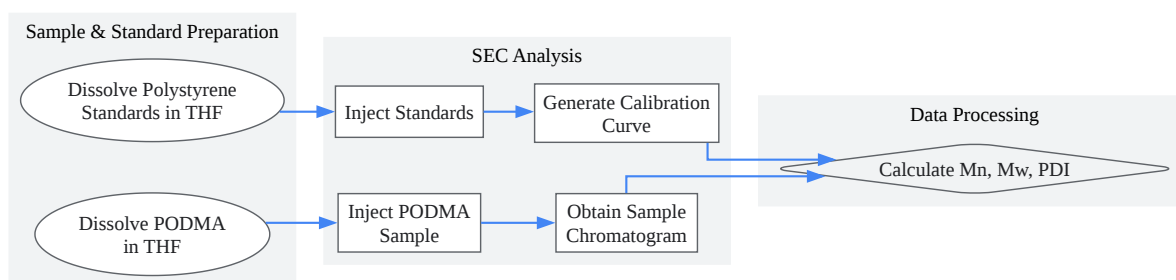 Sample & Standard Preparation
Dissolve Polystyrene
Standards in THF
Dissolve PODMA
in THF
SEC Analysis
Inject Standards
Generate Calibration
Curve
Inject PODMA
Sample
Obtain Sample
Chromatogram
Data Processing
Calculate Mn, Mw, PDI